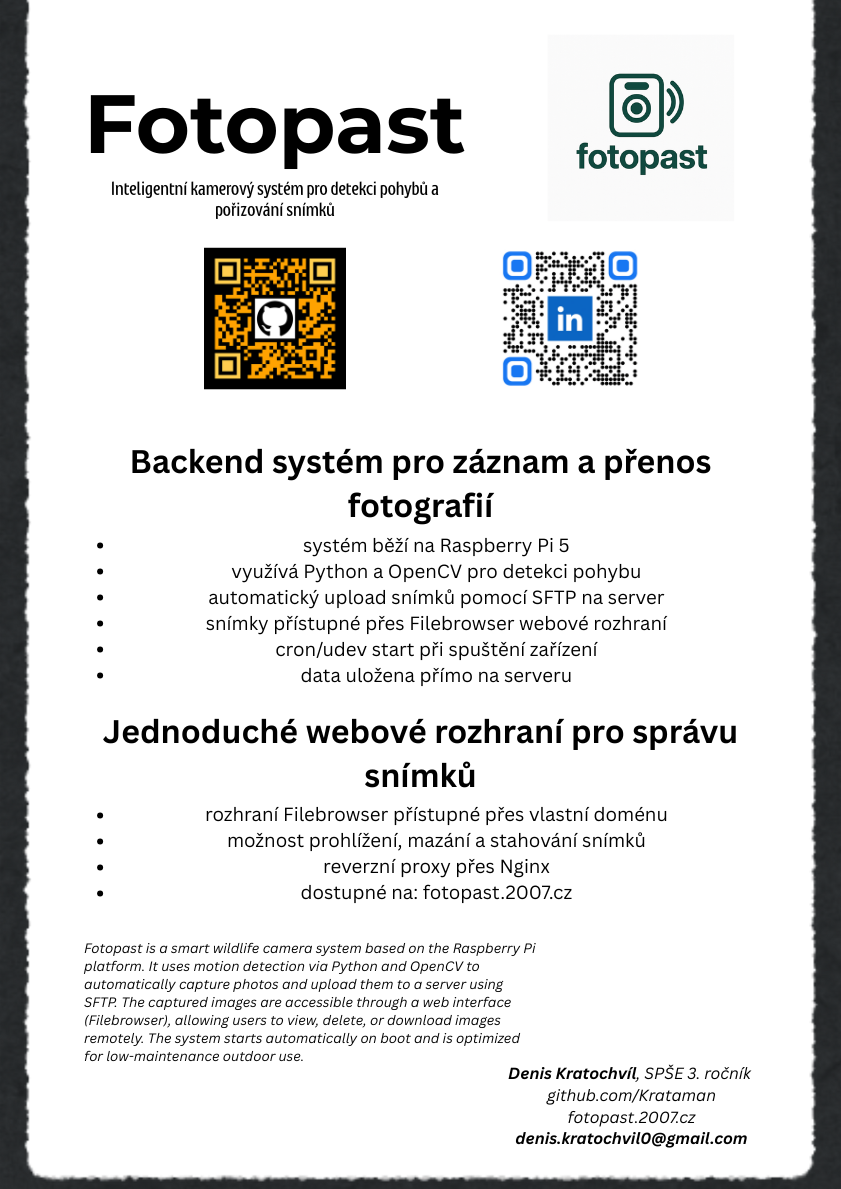 Fotopast
fotopast
Inteligentní kamerový systém pro detekci pohybů a
pořizování snímků
in
Backend systém pro záznam a přenos
fotografií
• systém běží na Raspberry Pi 5
• využívá Python a OpenCV pro detekci pohybu
• automatický upload snímků pomocí SFTP na server
• snímky přístupné přes Filebrowser webové rozhraní
• cron/udev start při spuštění zařízení
• data uložena přímo na serveru
Jednoduché webové rozhraní pro správu
snímků
• rozhraní Filebrowser přístupné přes vlastní doménu
• možnost prohlížení, mazání a stahování snímků
• reverzní proxy přes Nginx
• dostupné na: fotopast.2007.cz
Fotopast is a smart wildlife camera system based on the Raspberry Pi
platform. It uses motion detection via Python and OpenCV to
automatically capture photos and upload them to a server using
SFTP. The captured images are accessible through a web interface
(Filebrowser), allowing users to view, delete, or download images
remotely. The system starts automatically on boot and is optimized
for low-maintenance outdoor use.
Denis Kratochvíl, SPŠE 3. ročník
github.com/Krataman
fotopast.2007.cz
denis.kratochvil0@gmail.com